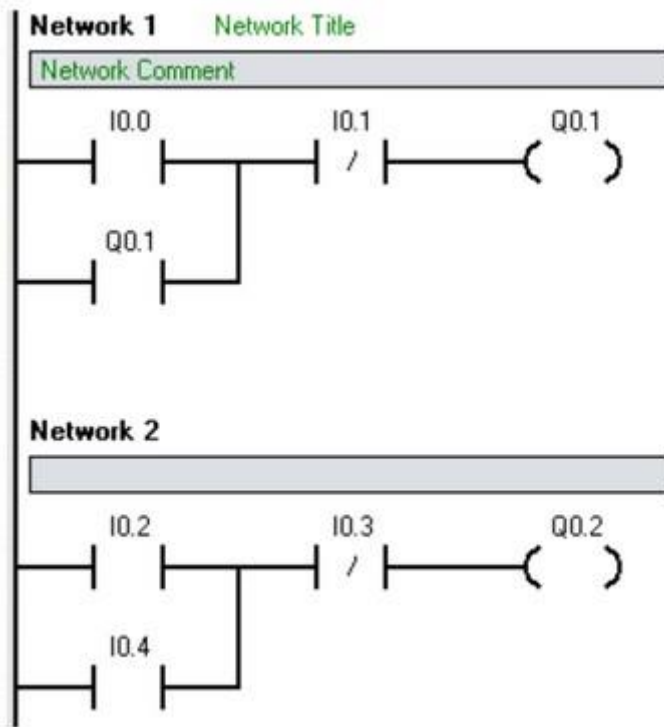 Network 1 Network Title
Network Comment
I0.0 I0.1 Q0.1
/
Q0.1
Network 2
I0.2 I0.3 Q0.2
/
I0.4